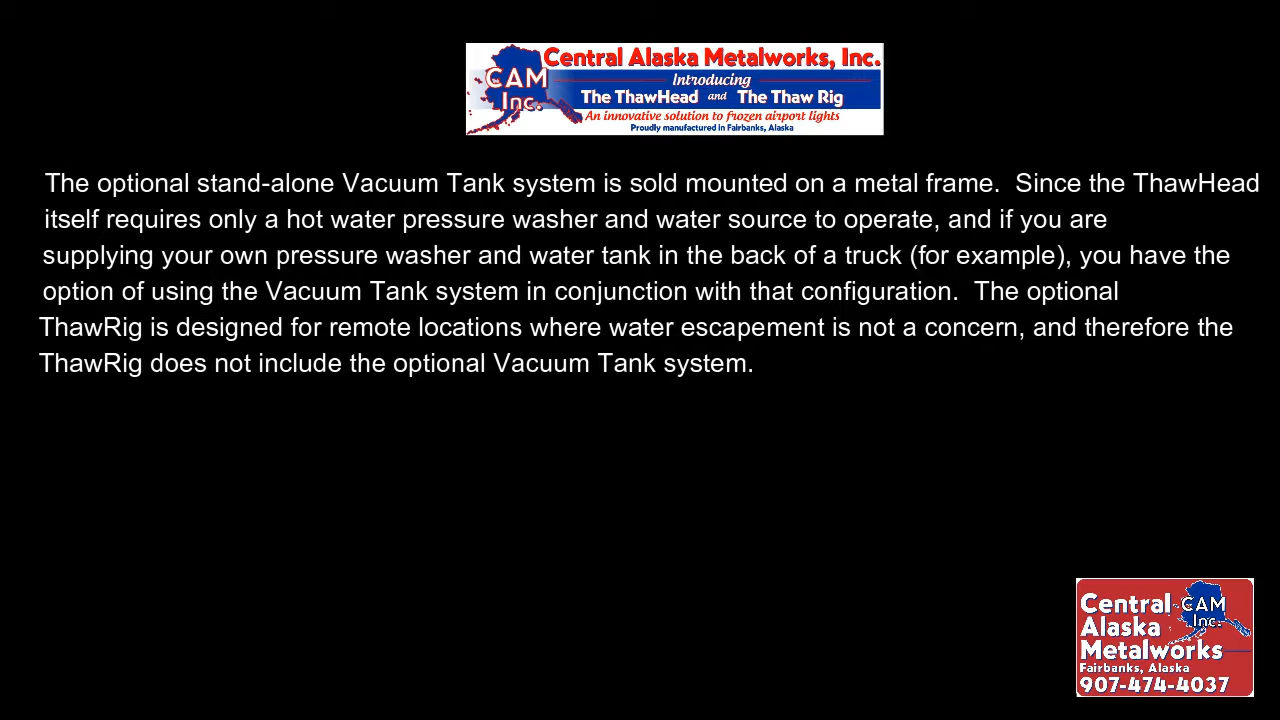 Central Alaska Metalworks, Inc.
CAM
Inc.
Introducing
The ThawHead and The Thaw Rig
An innovative solution to frozen airport lights
Proudly manufactured in Fairbanks, Alaska
The optional stand-alone Vacuum Tank system is sold mounted on a metal frame.  Since the ThawHead
itself requires only a hot water pressure washer and water source to operate, and if you are
supplying your own pressure washer and water tank in the back of a truck (for example), you have the
option of using the Vacuum Tank system in conjunction with that configuration.  The optional
ThawRig is designed for remote locations where water escapement is not a concern, and therefore the
ThawRig does not include the optional Vacuum Tank system.
Central
Alaska
Metalworks
CAM
Inc.
Fairbanks, Alaska
907-474-4037